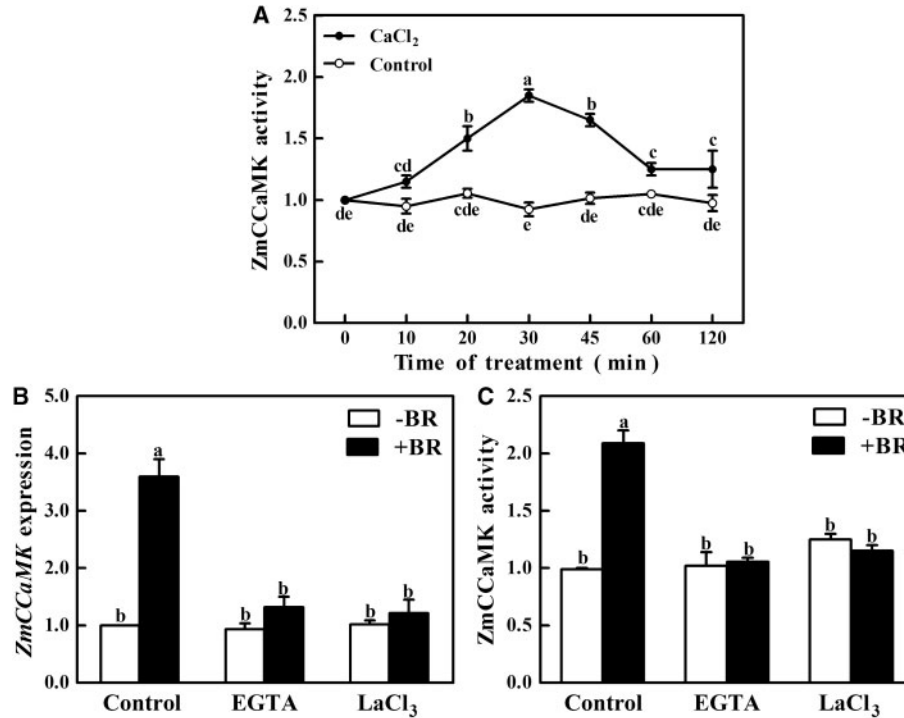 A
2.5
2.0
1.5
1.0
0.5
0.0
ZmCCaMK activity
CaCl₂
Control
a
b
b
cd
c
c
de
de
cde
e
de
cde
de
0 10 20 30 45 60 120
Time of treatment ( min )
B
5.0
4.0
3.0
2.0
1.0
0.0
ZmCCaMK expression
-BR
+BR
a
b
b
b
b
b
Control EGTA LaCl₃
C
2.5
2.0
1.5
1.0
0.5
0.0
ZmCCaMK activity
-BR
+BR
a
b
b
b
b
b
Control EGTA LaCl₃